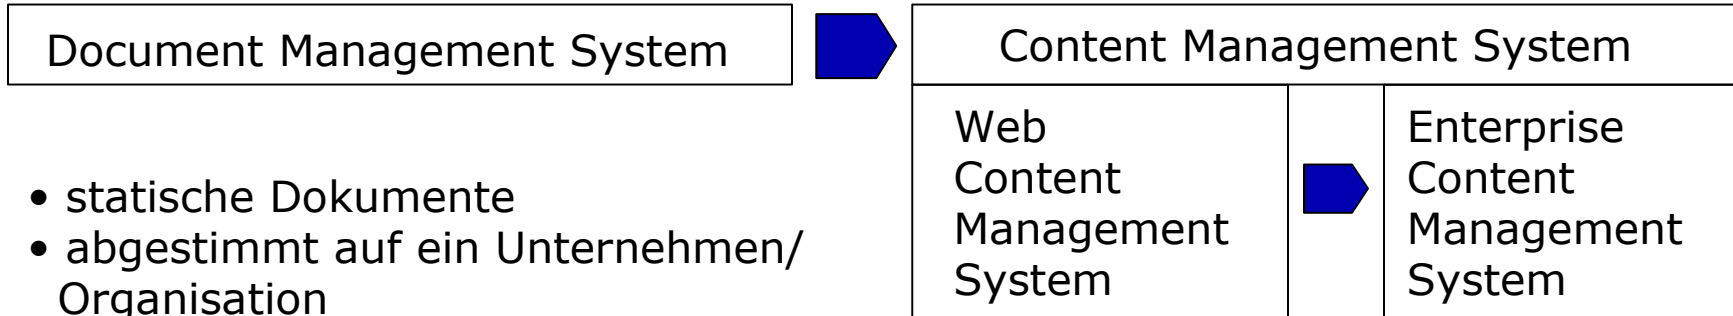 Document Management System
• statische Dokumente
• abgestimmt auf ein Unternehmen/
Organisation
Content Management System
Web
Content
Management
System
Enterprise
Content
Management
System